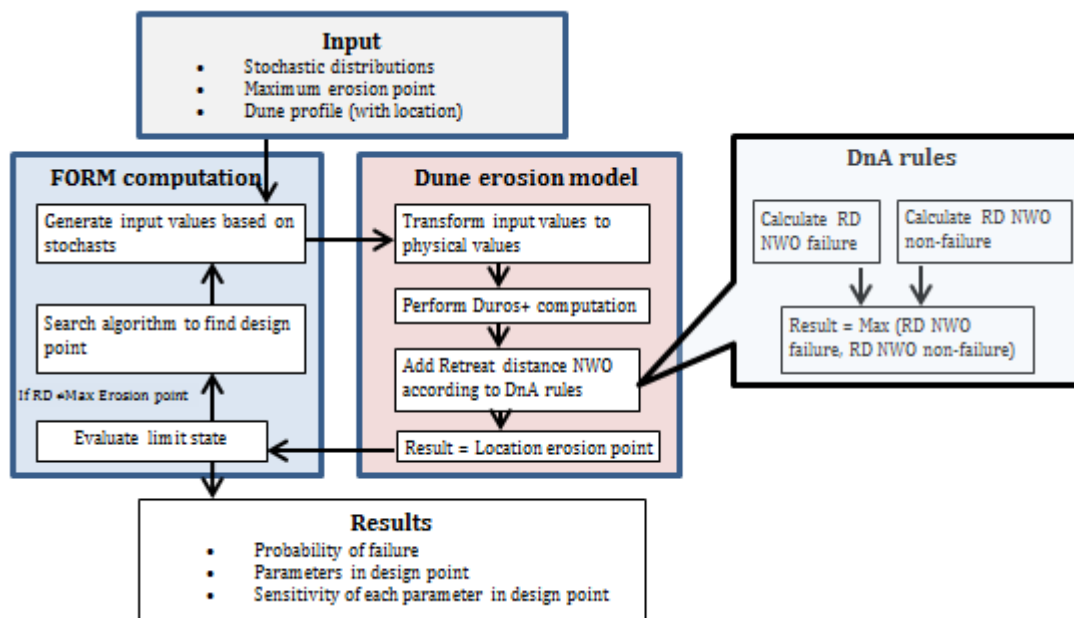 Input
• Stochastic distributions
• Maximum erosion point
• Dune profile (with location)
FORM computation
Generate input values based on
stochasts
Search algorithm to find design
point
If RD ≠Max Erosion point
Evaluate limit state
Dune erosion model
Transform input values to
physical values
Perform Duros+ computation
Add Retreat distance NWO
according to DnA rules
Result = Location erosion point
DnA rules
Calculate RD
NWO failure
Calculate RD NWO
non-failure
Result = Max (RD NWO
failure, RD NWO non-failure)
Results
• Probability of failure
• Parameters in design point
• Sensitivity of each parameter in design point